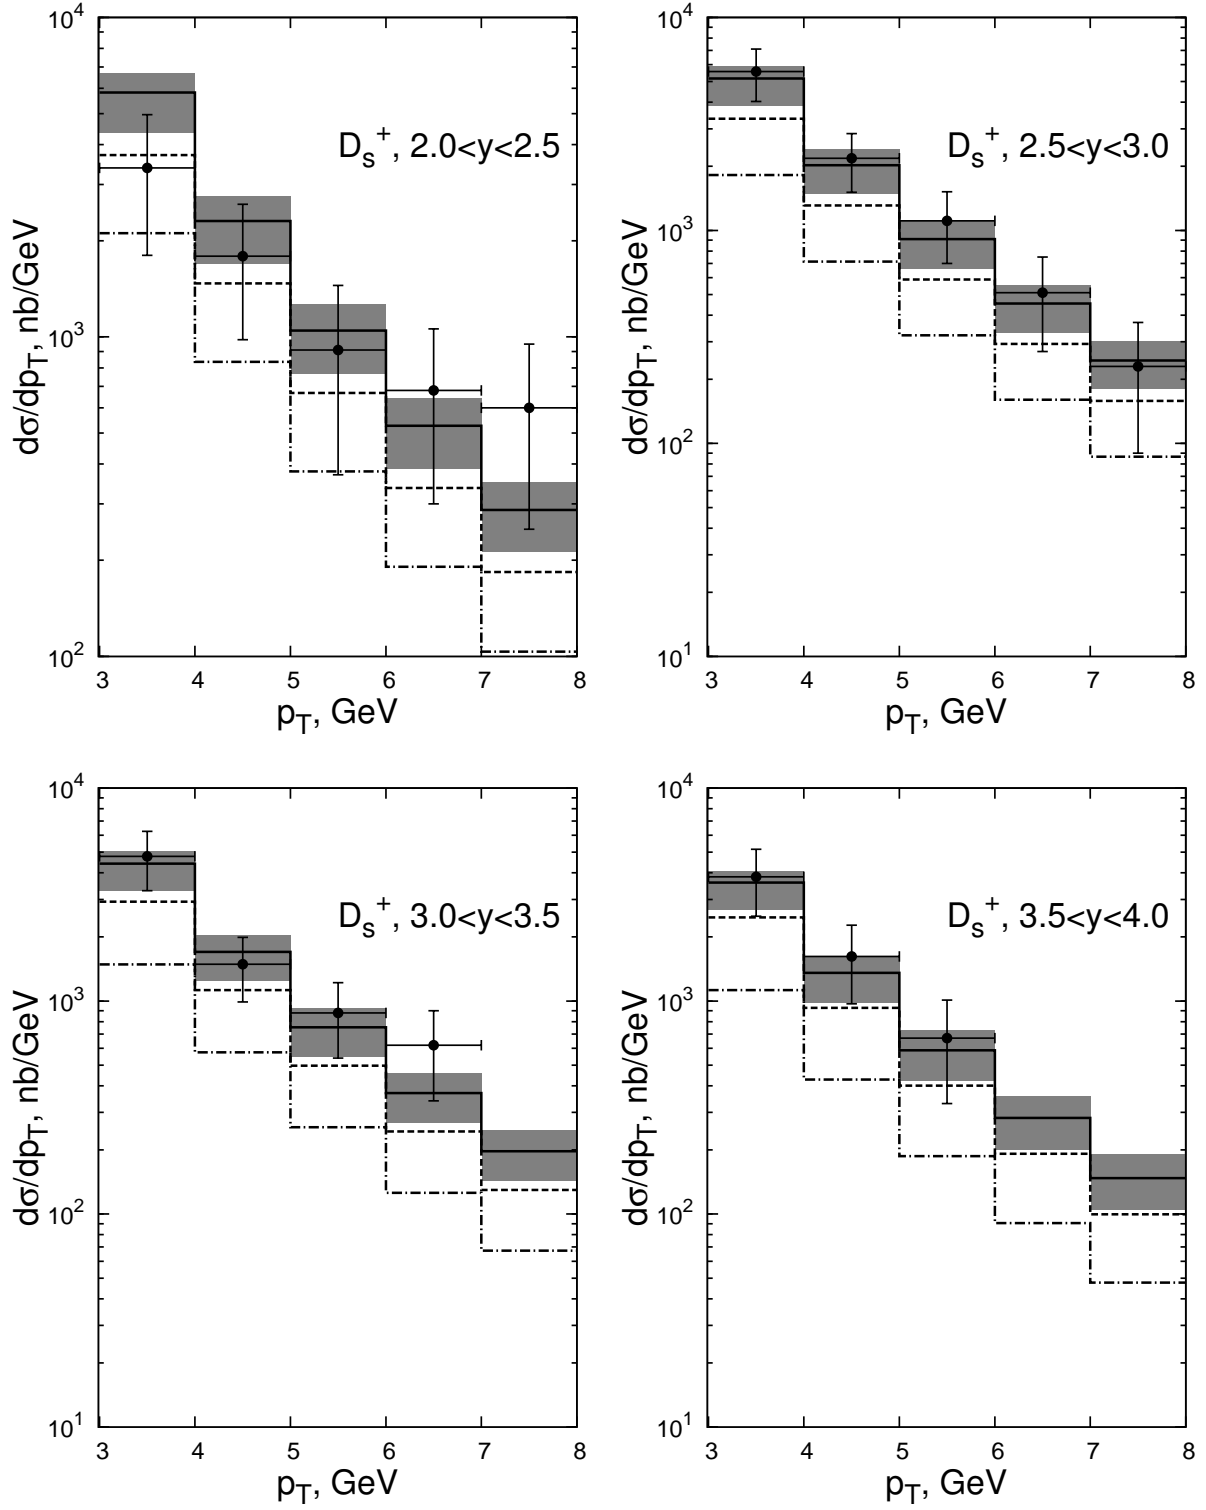 10^4
10^3
10^2
dσ/dp_T, nb/GeV
D_s^+, 2.0<y<2.5
3 4 5 6 7 8
p_T, GeV
10^4
10^3
10^2
10^1
dσ/dp_T, nb/GeV
D_s^+, 2.5<y<3.0
3 4 5 6 7 8
p_T, GeV
10^4
10^3
10^2
10^1
dσ/dp_T, nb/GeV
D_s^+, 3.0<y<3.5
3 4 5 6 7 8
p_T, GeV
10^4
10^3
10^2
10^1
dσ/dp_T, nb/GeV
D_s^+, 3.5<y<4.0
3 4 5 6 7 8
p_T, GeV